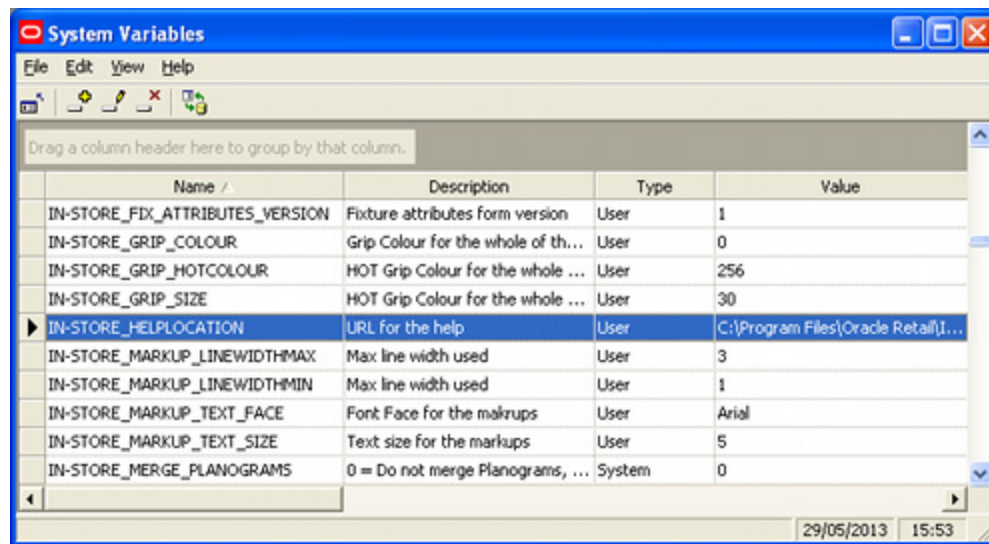 System Variables
File Edit View Help
Drag a column header here to group by that column.
Name Description Type Value
IN-STORE_FIX_ATTRIBUTES_VERSION Fixture attributes form version User 1
IN-STORE_GRIP_COLOUR Grip Colour for the whole of th... User 0
IN-STORE_GRIP_HOTCOLOUR HOT Grip Colour for the whole ... User 256
IN-STORE_GRIP_SIZE HOT Grip Colour for the whole ... User 30
IN-STORE_HELPLOCATION URL for the help User C:\Program Files\Oracle Retail\I...
IN-STORE_MARKUP_LINEWIDTHMAX Max line width used User 3
IN-STORE_MARKUP_LINEWIDTHMIN Max line width used User 1
IN-STORE_MARKUP_TEXT_FACE Font Face for the makrups User Arial
IN-STORE_MARKUP_TEXT_SIZE Text size for the markups User 5
IN-STORE_MERGE_PLANOGRAMS 0 = Do not merge Planograms, ... System 0
29/05/2013 15:53